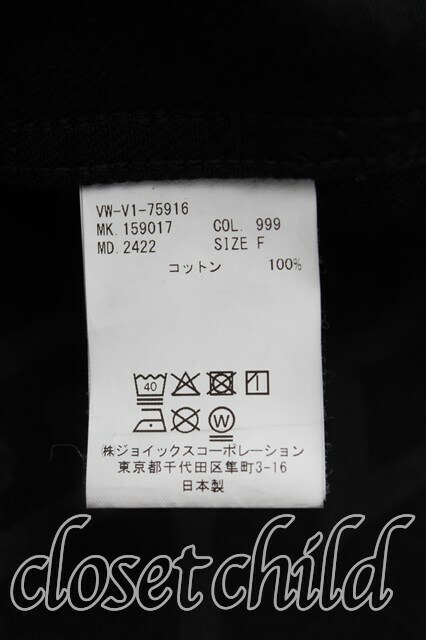 VW-V1-75916
MK. 159017 COL. 999
MD. 2422 SIZE F
コットン 100%
40
W
㈱ジョイックスコーポレーション
東京都千代田区隼町3-16
日本製
closet child